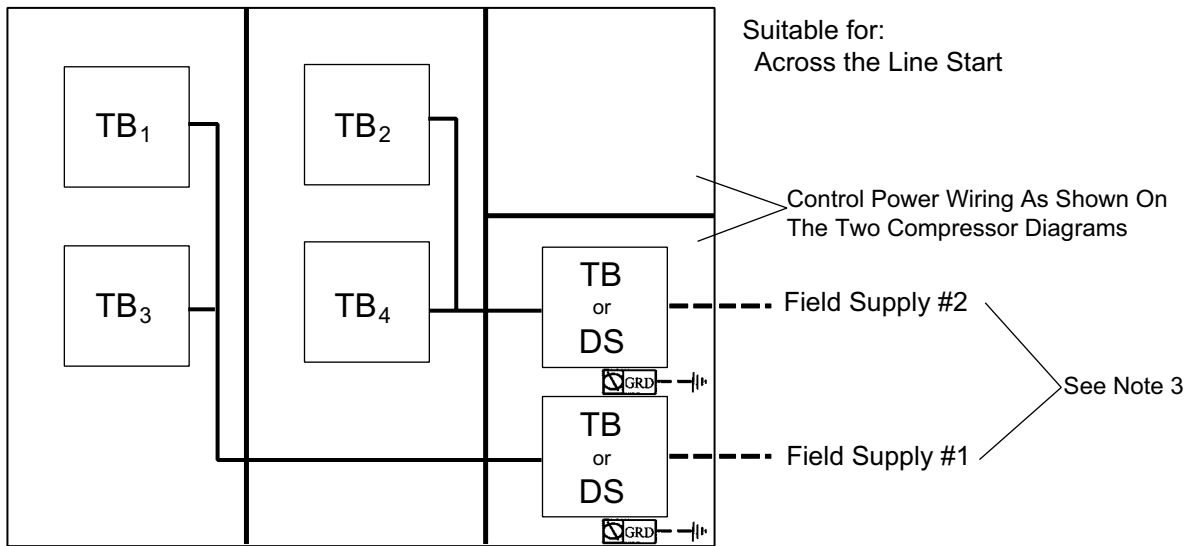 Suitable for:
Across the Line Start
TB1
TB2
Control Power Wiring As Shown On
The Two Compressor Diagrams
TB3
TB4
TB
or
DS
Field Supply #2
GRD
See Note 3
TB
or
DS
Field Supply #1
GRD